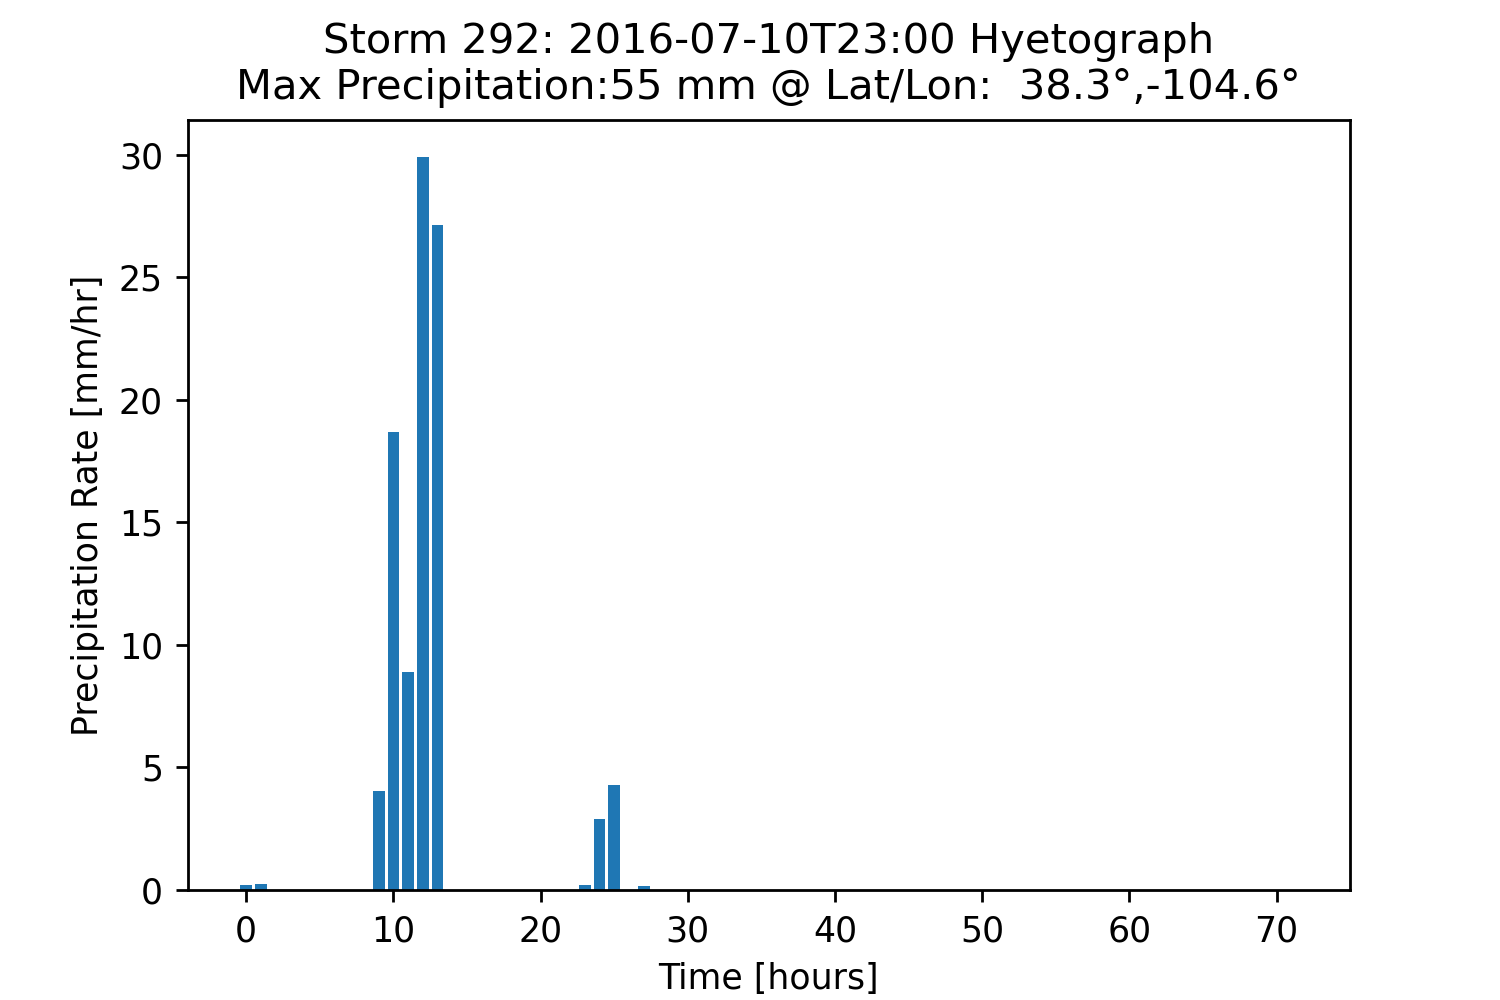 Storm 292: 2016-07-10T23:00 Hyetograph
Max Precipitation:55 mm @ Lat/Lon:  38.3°,-104.6°
30
25
20
15
10
5
0
Precipitation Rate [mm/hr]
0 10 20 30 40 50 60 70
Time [hours]